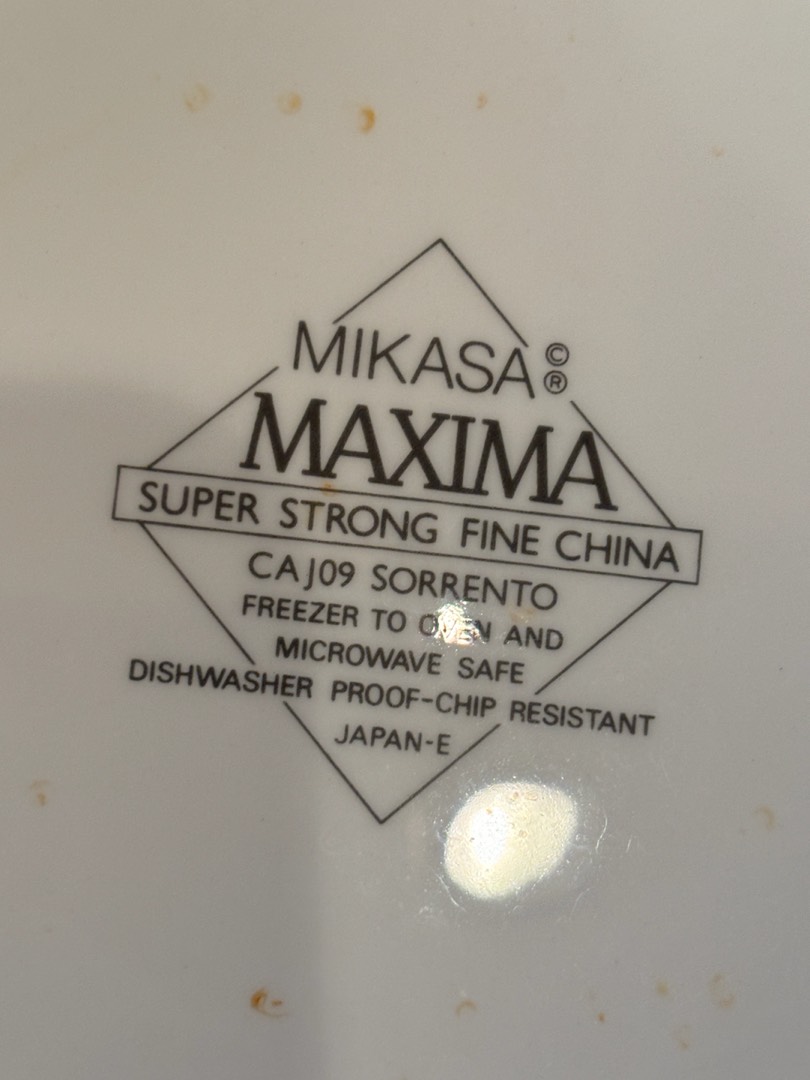 MIKASA ©
®
MAXIMA
SUPER STRONG FINE CHINA
CAJ09 SORRENTO
FREEZER TO OVEN AND
MICROWAVE SAFE
DISHWASHER PROOF-CHIP RESISTANT
JAPAN-E